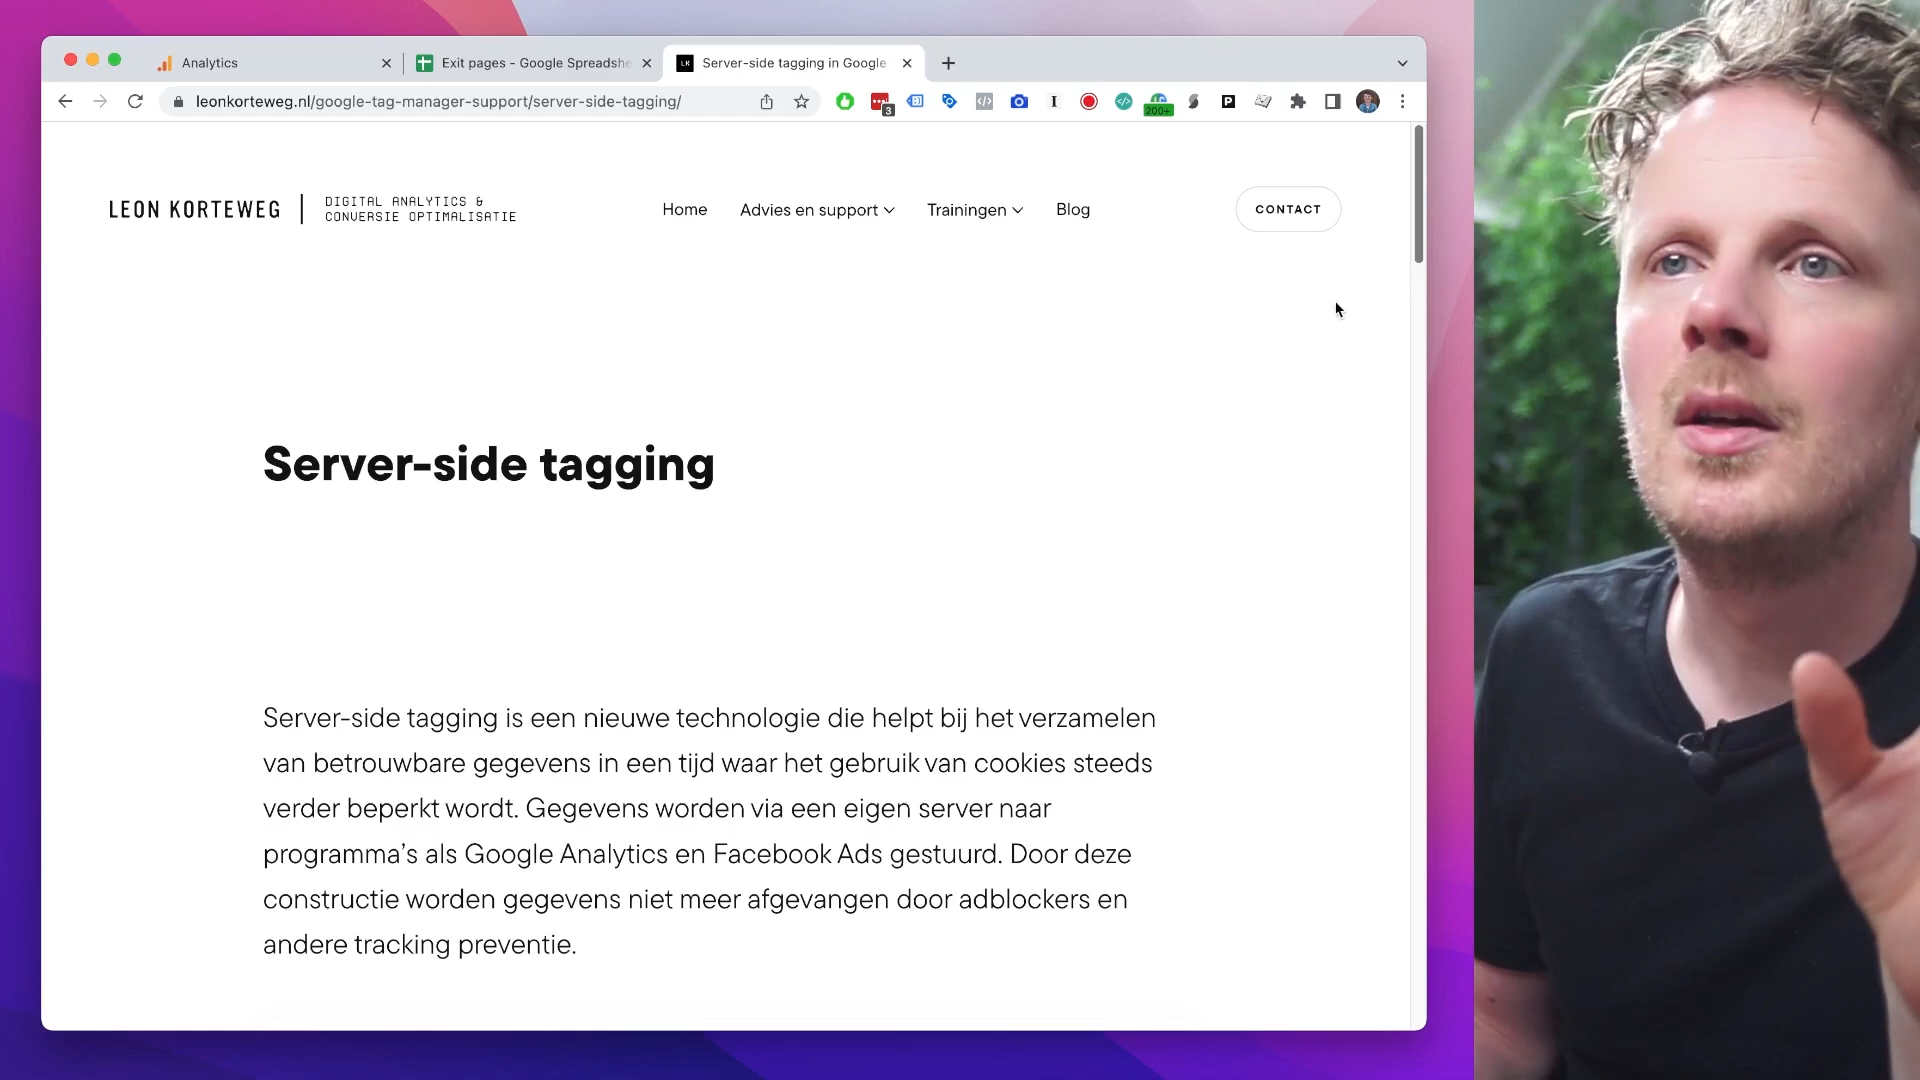 Analytics
Exit pages - Google Spreadshe
Server-side tagging in Google
leonkorteweg.nl/google-tag-manager-support/server-side-tagging/
3
200+
LEON KORTEWEG
DIGITAL ANALYTICS &
CONVERSIE OPTIMALISATIE
Home
Advies en support
Trainingen
Blog
CONTACT
Server-side tagging
Server-side tagging is een nieuwe technologie die helpt bij het verzamelen
van betrouwbare gegevens in een tijd waar het gebruik van cookies steeds
verder beperkt wordt. Gegevens worden via een eigen server naar
programma's als Google Analytics en Facebook Ads gestuurd. Door deze
constructie worden gegevens niet meer afgevangen door adblockers en
andere tracking preventie.